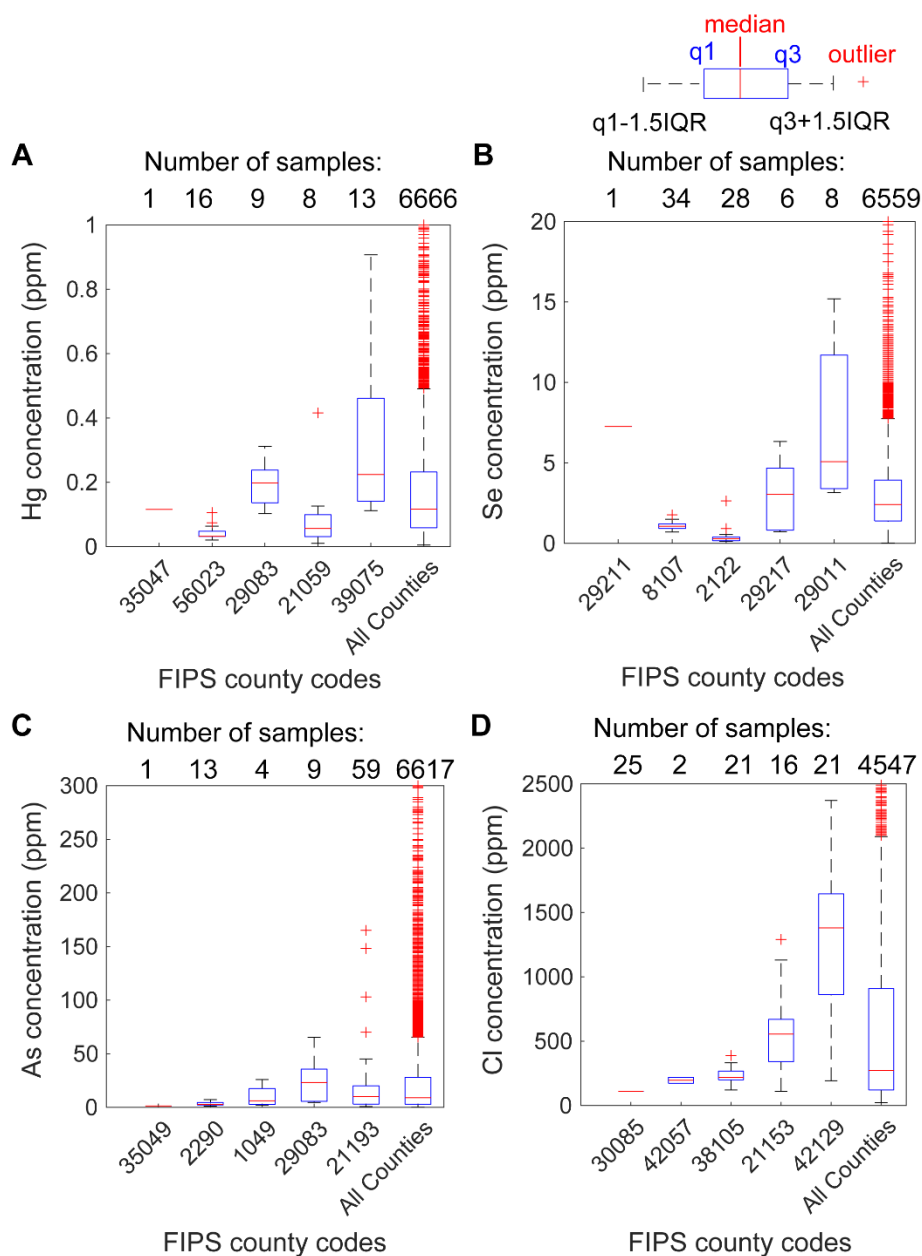 median
q1 q3 outlier
q1-1.5IQR q3+1.5IQR
A
Number of samples:
1 16 9 8 13 6666
1
0.8
0.6
0.4
0.2
0
Hg concentration (ppm)
35047 56023 29083 21059 39075 All Counties
FIPS county codes
B
Number of samples:
1 34 28 6 8 6559
20
15
10
5
0
Se concentration (ppm)
29211 8107 2122 29217 29011 All Counties
FIPS county codes
C
Number of samples:
1 13 4 9 59 6617
300
250
200
150
100
50
0
As concentration (ppm)
35049 2290 1049 29083 21193 All Counties
FIPS county codes
D
Number of samples:
25 2 21 16 21 4547
2500
2000
1500
1000
500
0
Cl concentration (ppm)
30085 42057 38105 21153 42129 All Counties
FIPS county codes